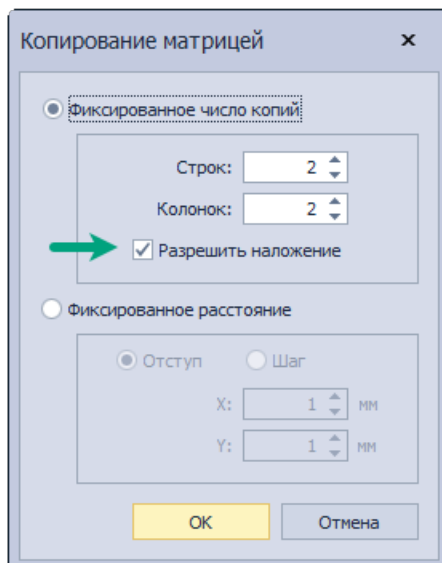 Копирование матрицей
Фиксированное число копий
Строк: 2
Колонок: 2
Разрешить наложение
Фиксированное расстояние
Отступ Шаг
X: 1 мм
Y: 1 мм
ОК Отмена